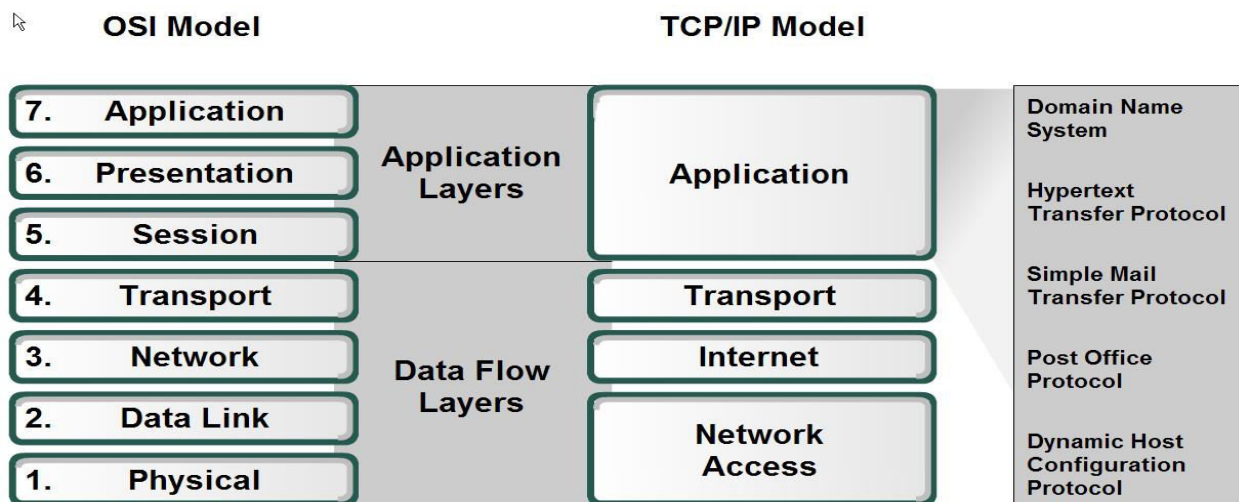 OSI Model
TCP/IP Model
7. Application
6. Presentation
5. Session
4. Transport
3. Network
2. Data Link
1. Physical
Application
Layers
Data Flow
Layers
Application
Transport
Internet
Network
Access
Domain Name
System
Hypertext
Transfer Protocol
Simple Mail
Transfer Protocol
Post Office
Protocol
Dynamic Host
Configuration
Protocol